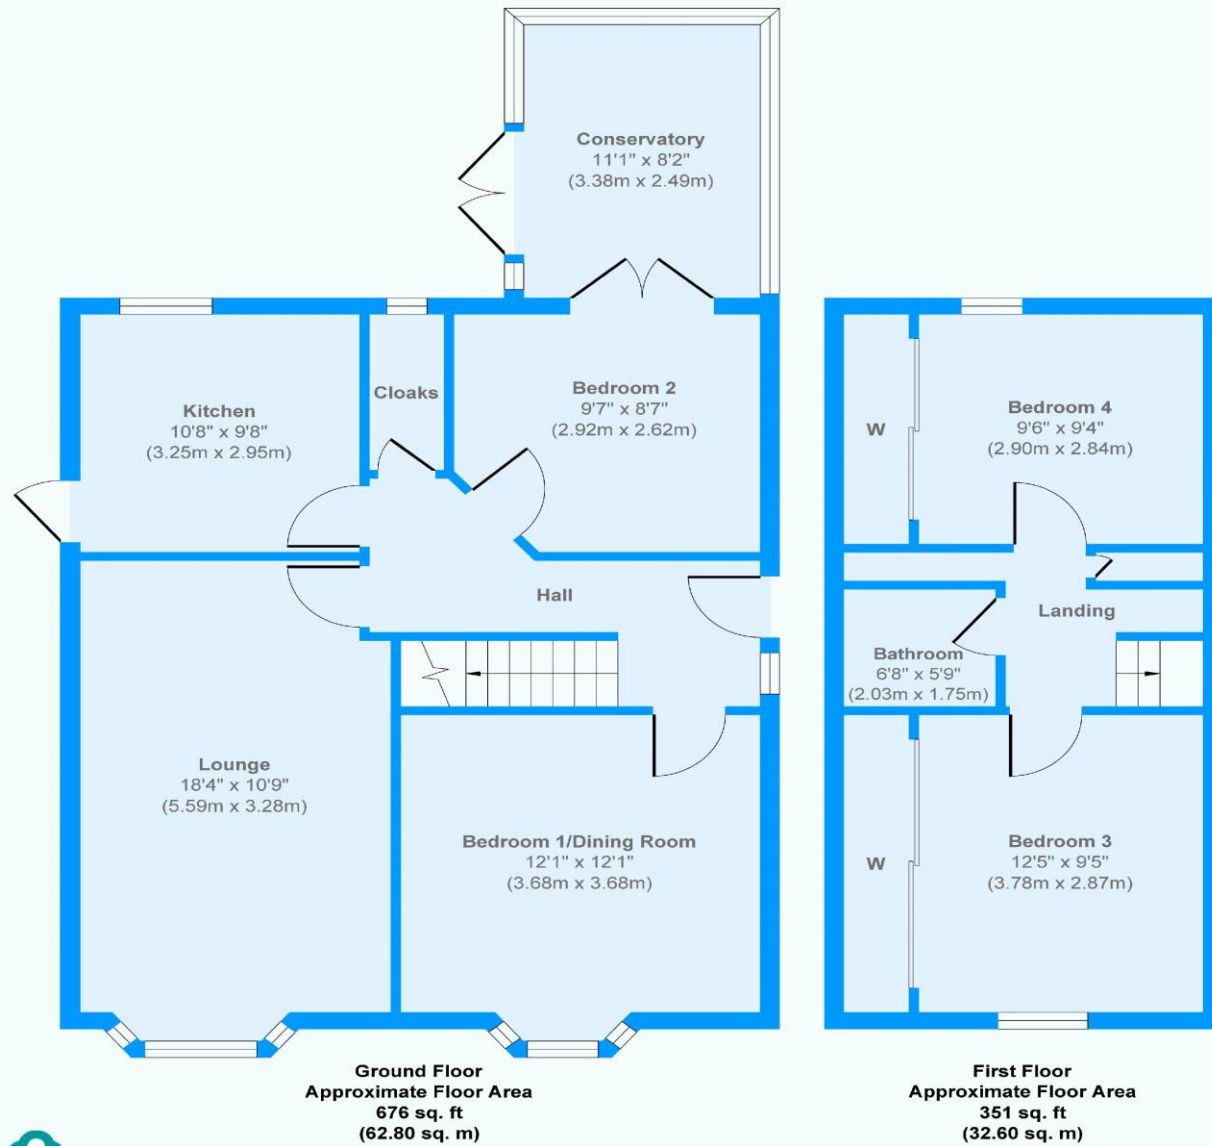 Conservatory
11'1" x 8'2"
(3.38m x 2.49m)
Kitchen
10'8" x 9'8"
(3.25m x 2.95m)
Cloaks
Bedroom 2
9'7" x 8'7"
(2.92m x 2.62m)
Hall
Lounge
18'4" x 10'9"
(5.59m x 3.28m)
Bedroom 1/Dining Room
12'1" x 12'1"
(3.68m x 3.68m)
Ground Floor
Approximate Floor Area
676 sq. ft
(62.80 sq. m)
W
Bedroom 4
9'6" x 9'4"
(2.90m x 2.84m)
Landing
Bathroom
6'8" x 5'9"
(2.03m x 1.75m)
W
Bedroom 3
12'5" x 9'5"
(3.78m x 2.87m)
First Floor
Approximate Floor Area
351 sq. ft
(32.60 sq. m)